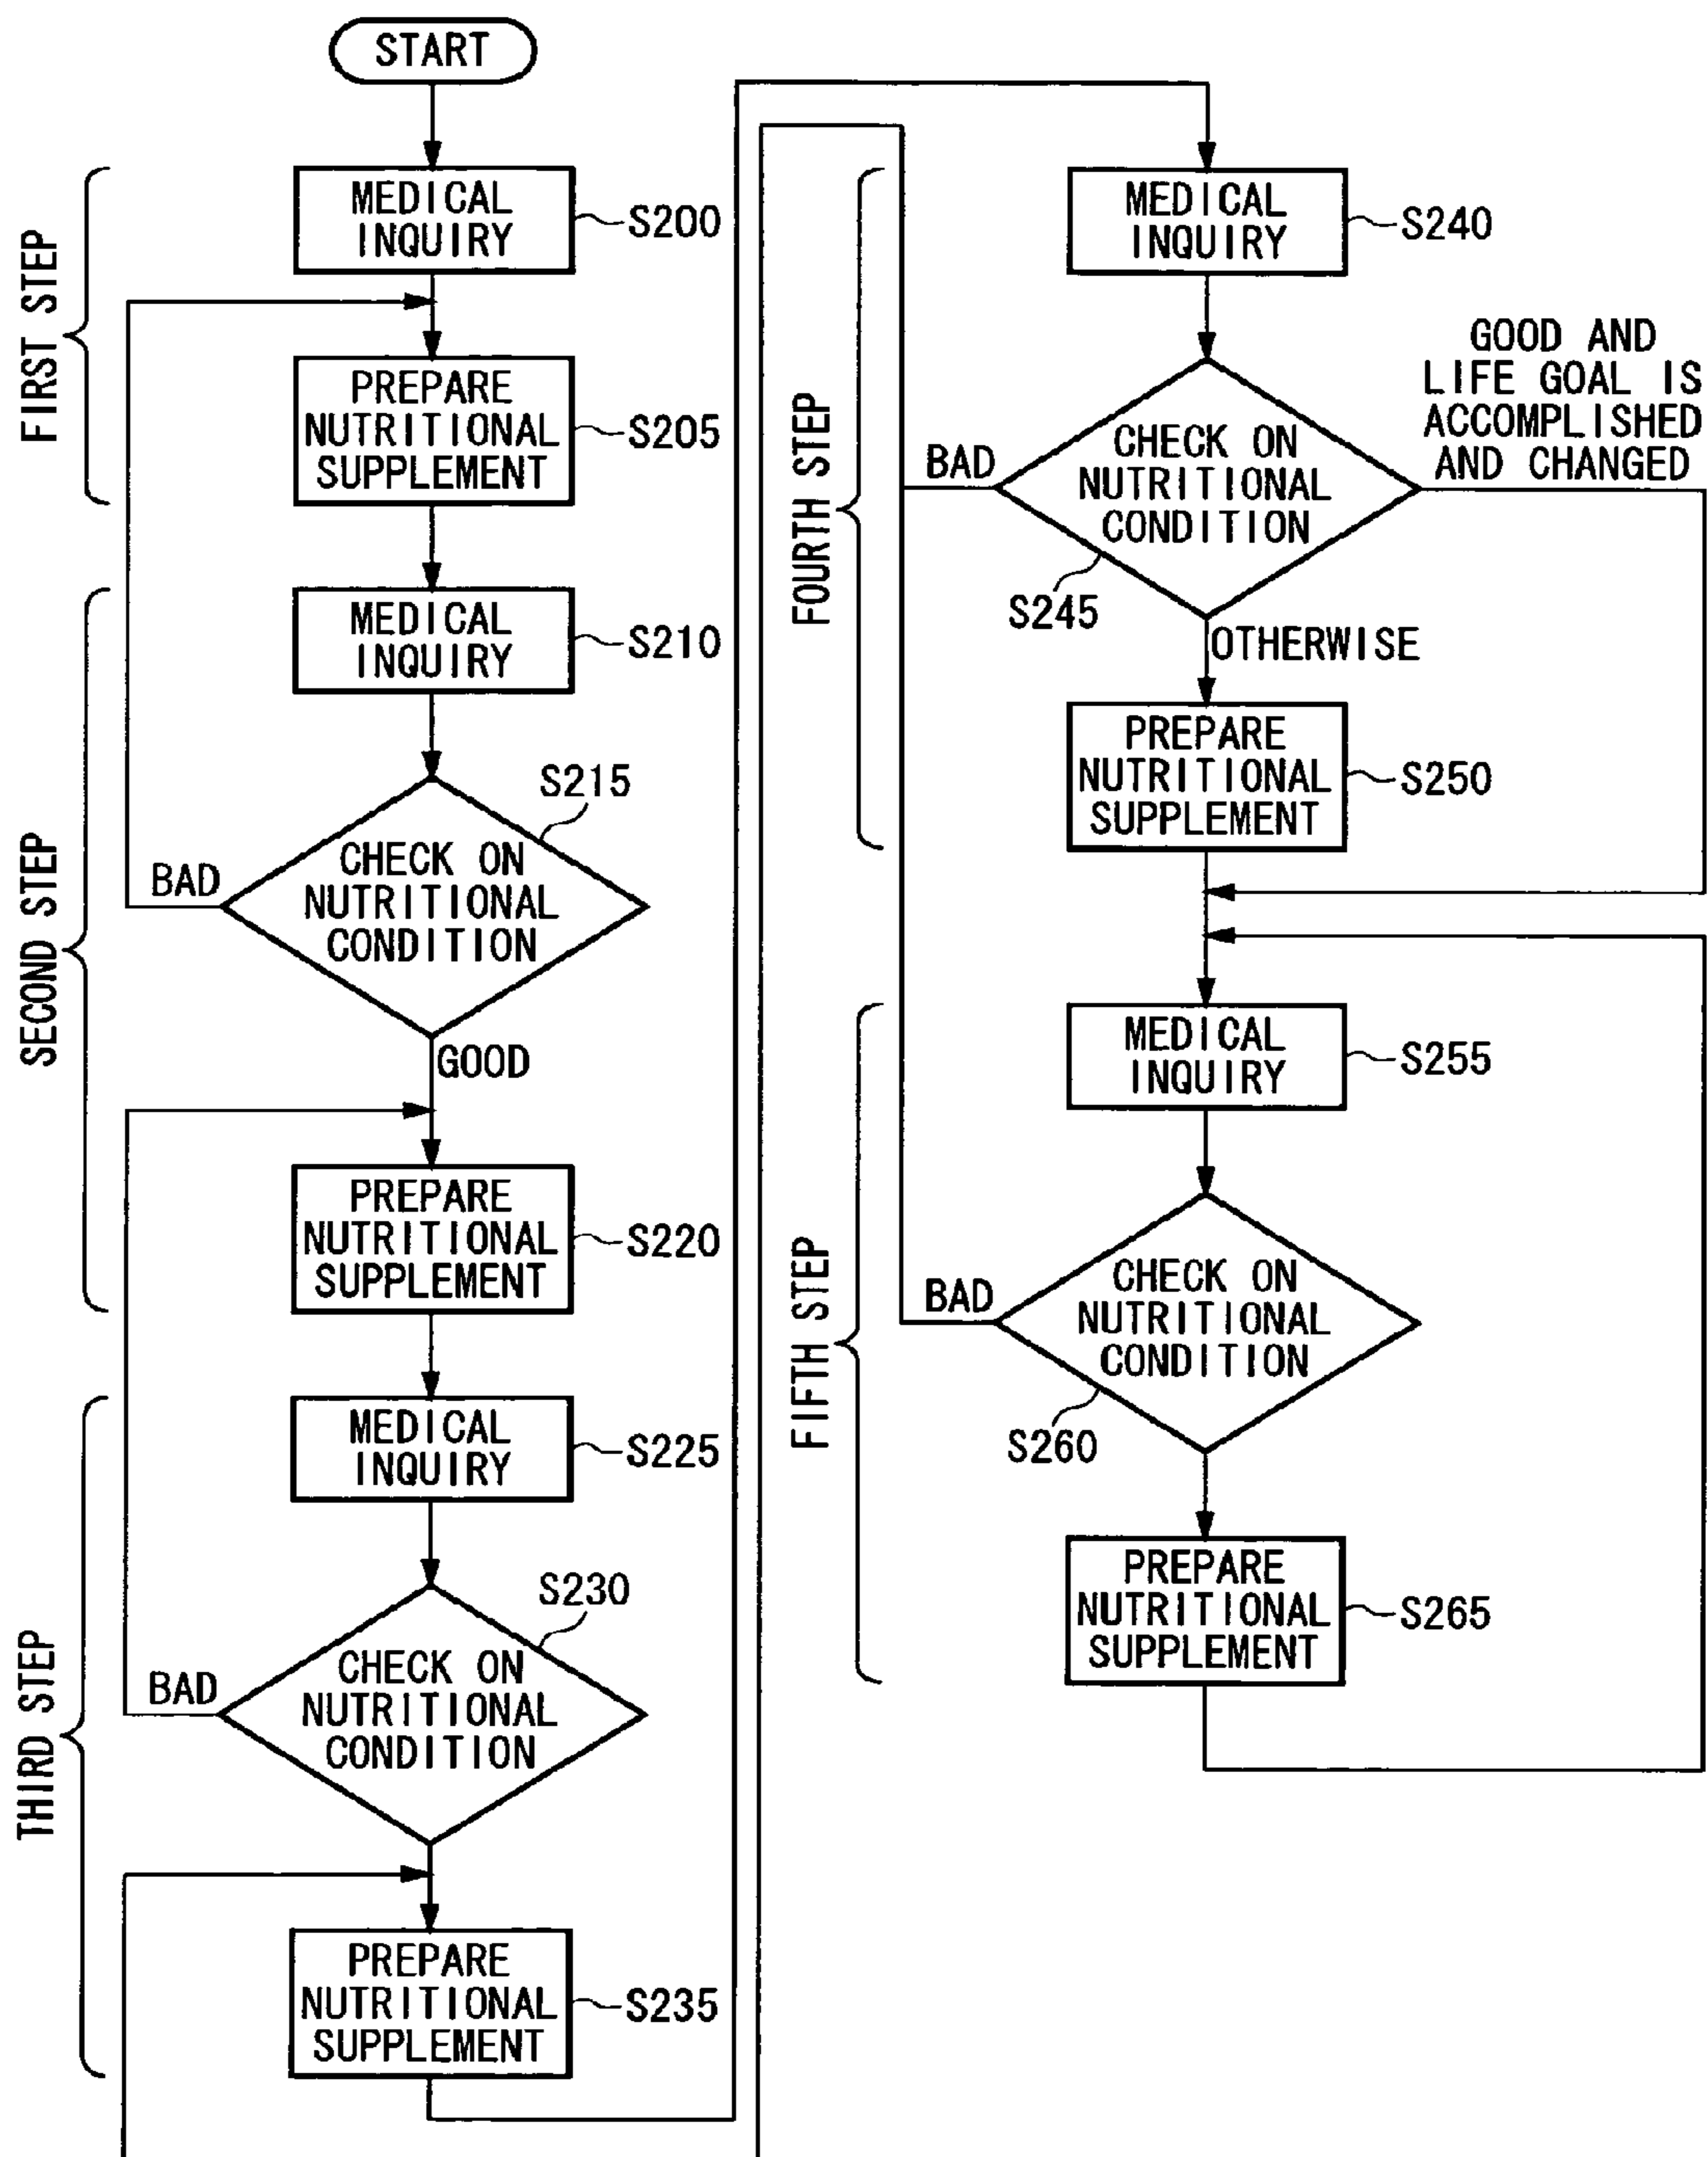 START
FIRST STEP
MEDICAL
INQUIRY
S200
PREPARE
NUTRITIONAL
SUPPLEMENT
S205
SECOND STEP
MEDICAL
INQUIRY
S210
S215
CHECK ON
NUTRITIONAL
CONDITION
BAD
GOOD
PREPARE
NUTRITIONAL
SUPPLEMENT
S220
THIRD STEP
MEDICAL
INQUIRY
S225
S230
CHECK ON
NUTRITIONAL
CONDITION
BAD
PREPARE
NUTRITIONAL
SUPPLEMENT
S235
FOURTH STEP
MEDICAL
INQUIRY
S240
GOOD AND
LIFE GOAL IS
ACCOMPLISHED
AND CHANGED
BAD
CHECK ON
NUTRITIONAL
CONDITION
S245
OTHERWISE
PREPARE
NUTRITIONAL
SUPPLEMENT
S250
FIFTH STEP
MEDICAL
INQUIRY
S255
BAD
CHECK ON
NUTRITIONAL
CONDITION
S260
PREPARE
NUTRITIONAL
SUPPLEMENT
S265